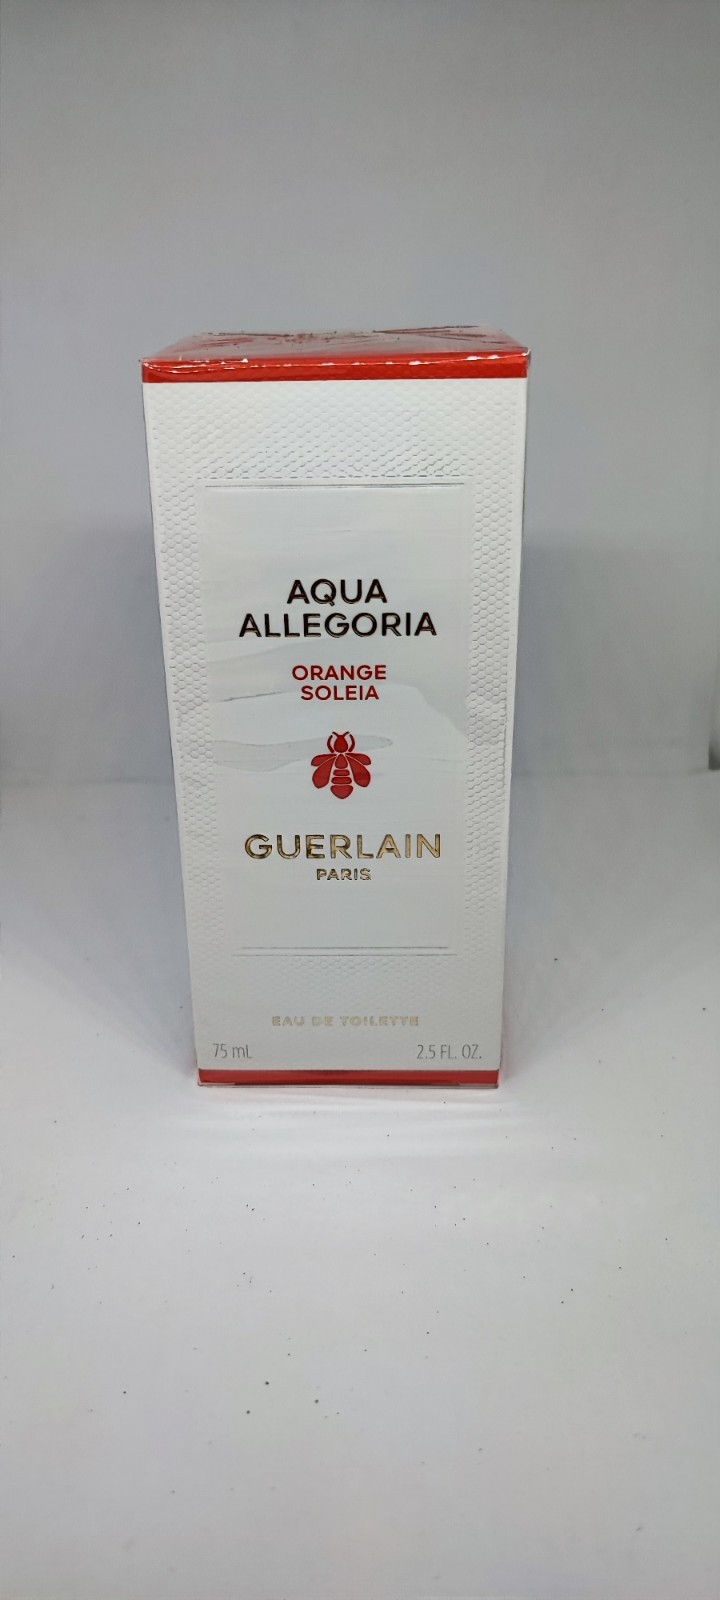 AQUA
ALLEGORIA
ORANGE
SOLEIA
GUERLAIN
PARIS
EAU DE TOILETTE
75 mL 2.5 FL. OZ.